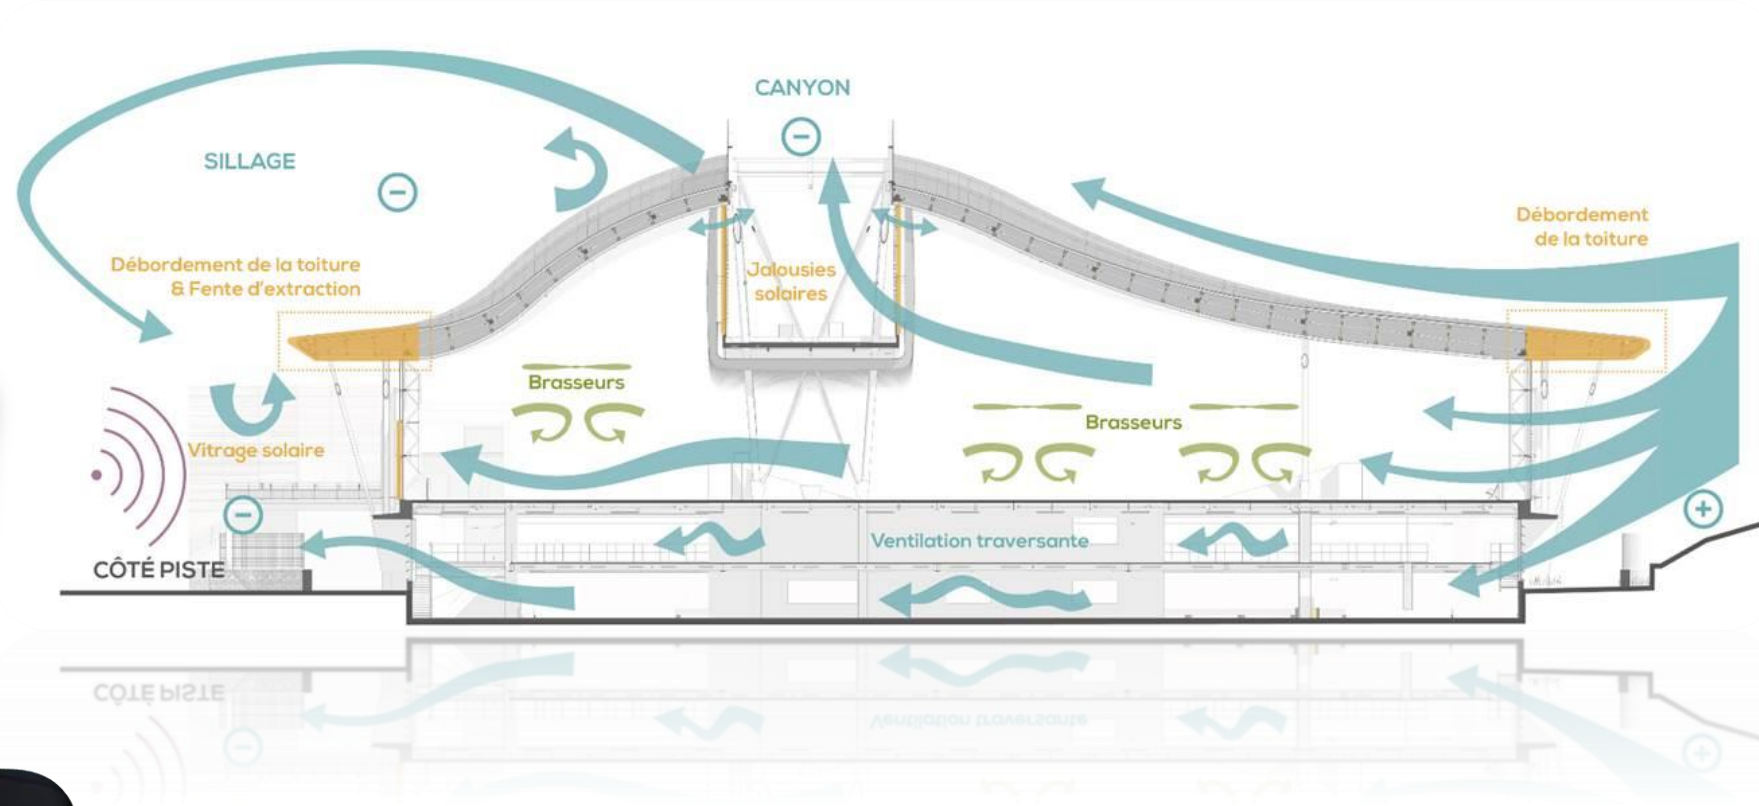 CANYON
SILLAGE
Débordement
de la toiture
Débordement de la toiture
& Fente d'extraction
Jalousies
solaires
Brasseurs
Brasseurs
Vitrage solaire
Ventilation traversante
CÔTÉ PISTE